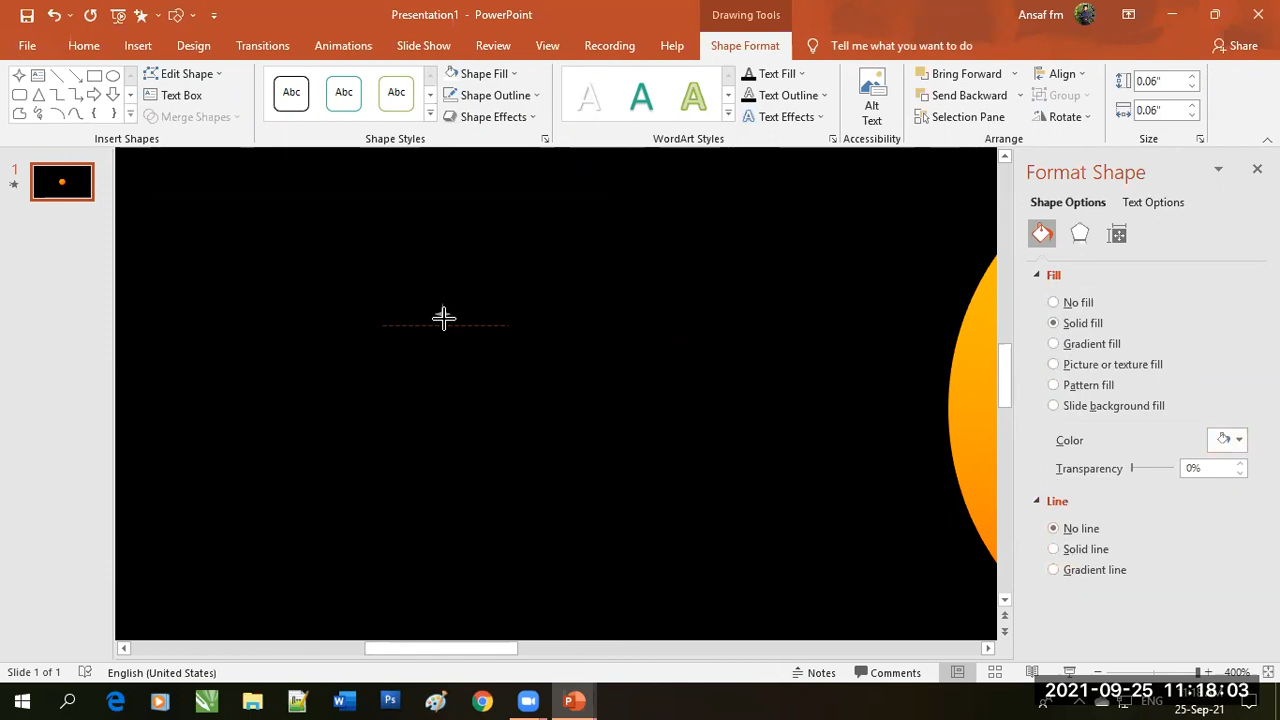 Presentation1 - PowerPoint
Drawing Tools
Ansaf fm
File
Home
Insert
Design
Transitions
Animations
Slide Show
Review
View
Recording
Help
Shape Format
Tell me what you want to do
Share
Edit Shape
Text Box
Merge Shapes
Insert Shapes
Abc
Abc
Abc
Shape Fill
Shape Outline
Shape Effects
Shape Styles
A
A
A
Text Fill
Text Outline
Text Effects
WordArt Styles
Alt
Text
Accessibility
Bring Forward
Send Backward
Selection Pane
Align
Group
Rotate
Arrange
0.06"
0.06"
Size
1
Format Shape
Shape Options
Text Options
Fill
No fill
Solid fill
Gradient fill
Picture or texture fill
Pattern fill
Slide background fill
Color
Transparency
0%
Line
No line
Solid line
Gradient line
Slide 1 of 1
English (United States)
Notes
Comments
400%
2021-09-25 11:18:03
ENG
25-Sep-21